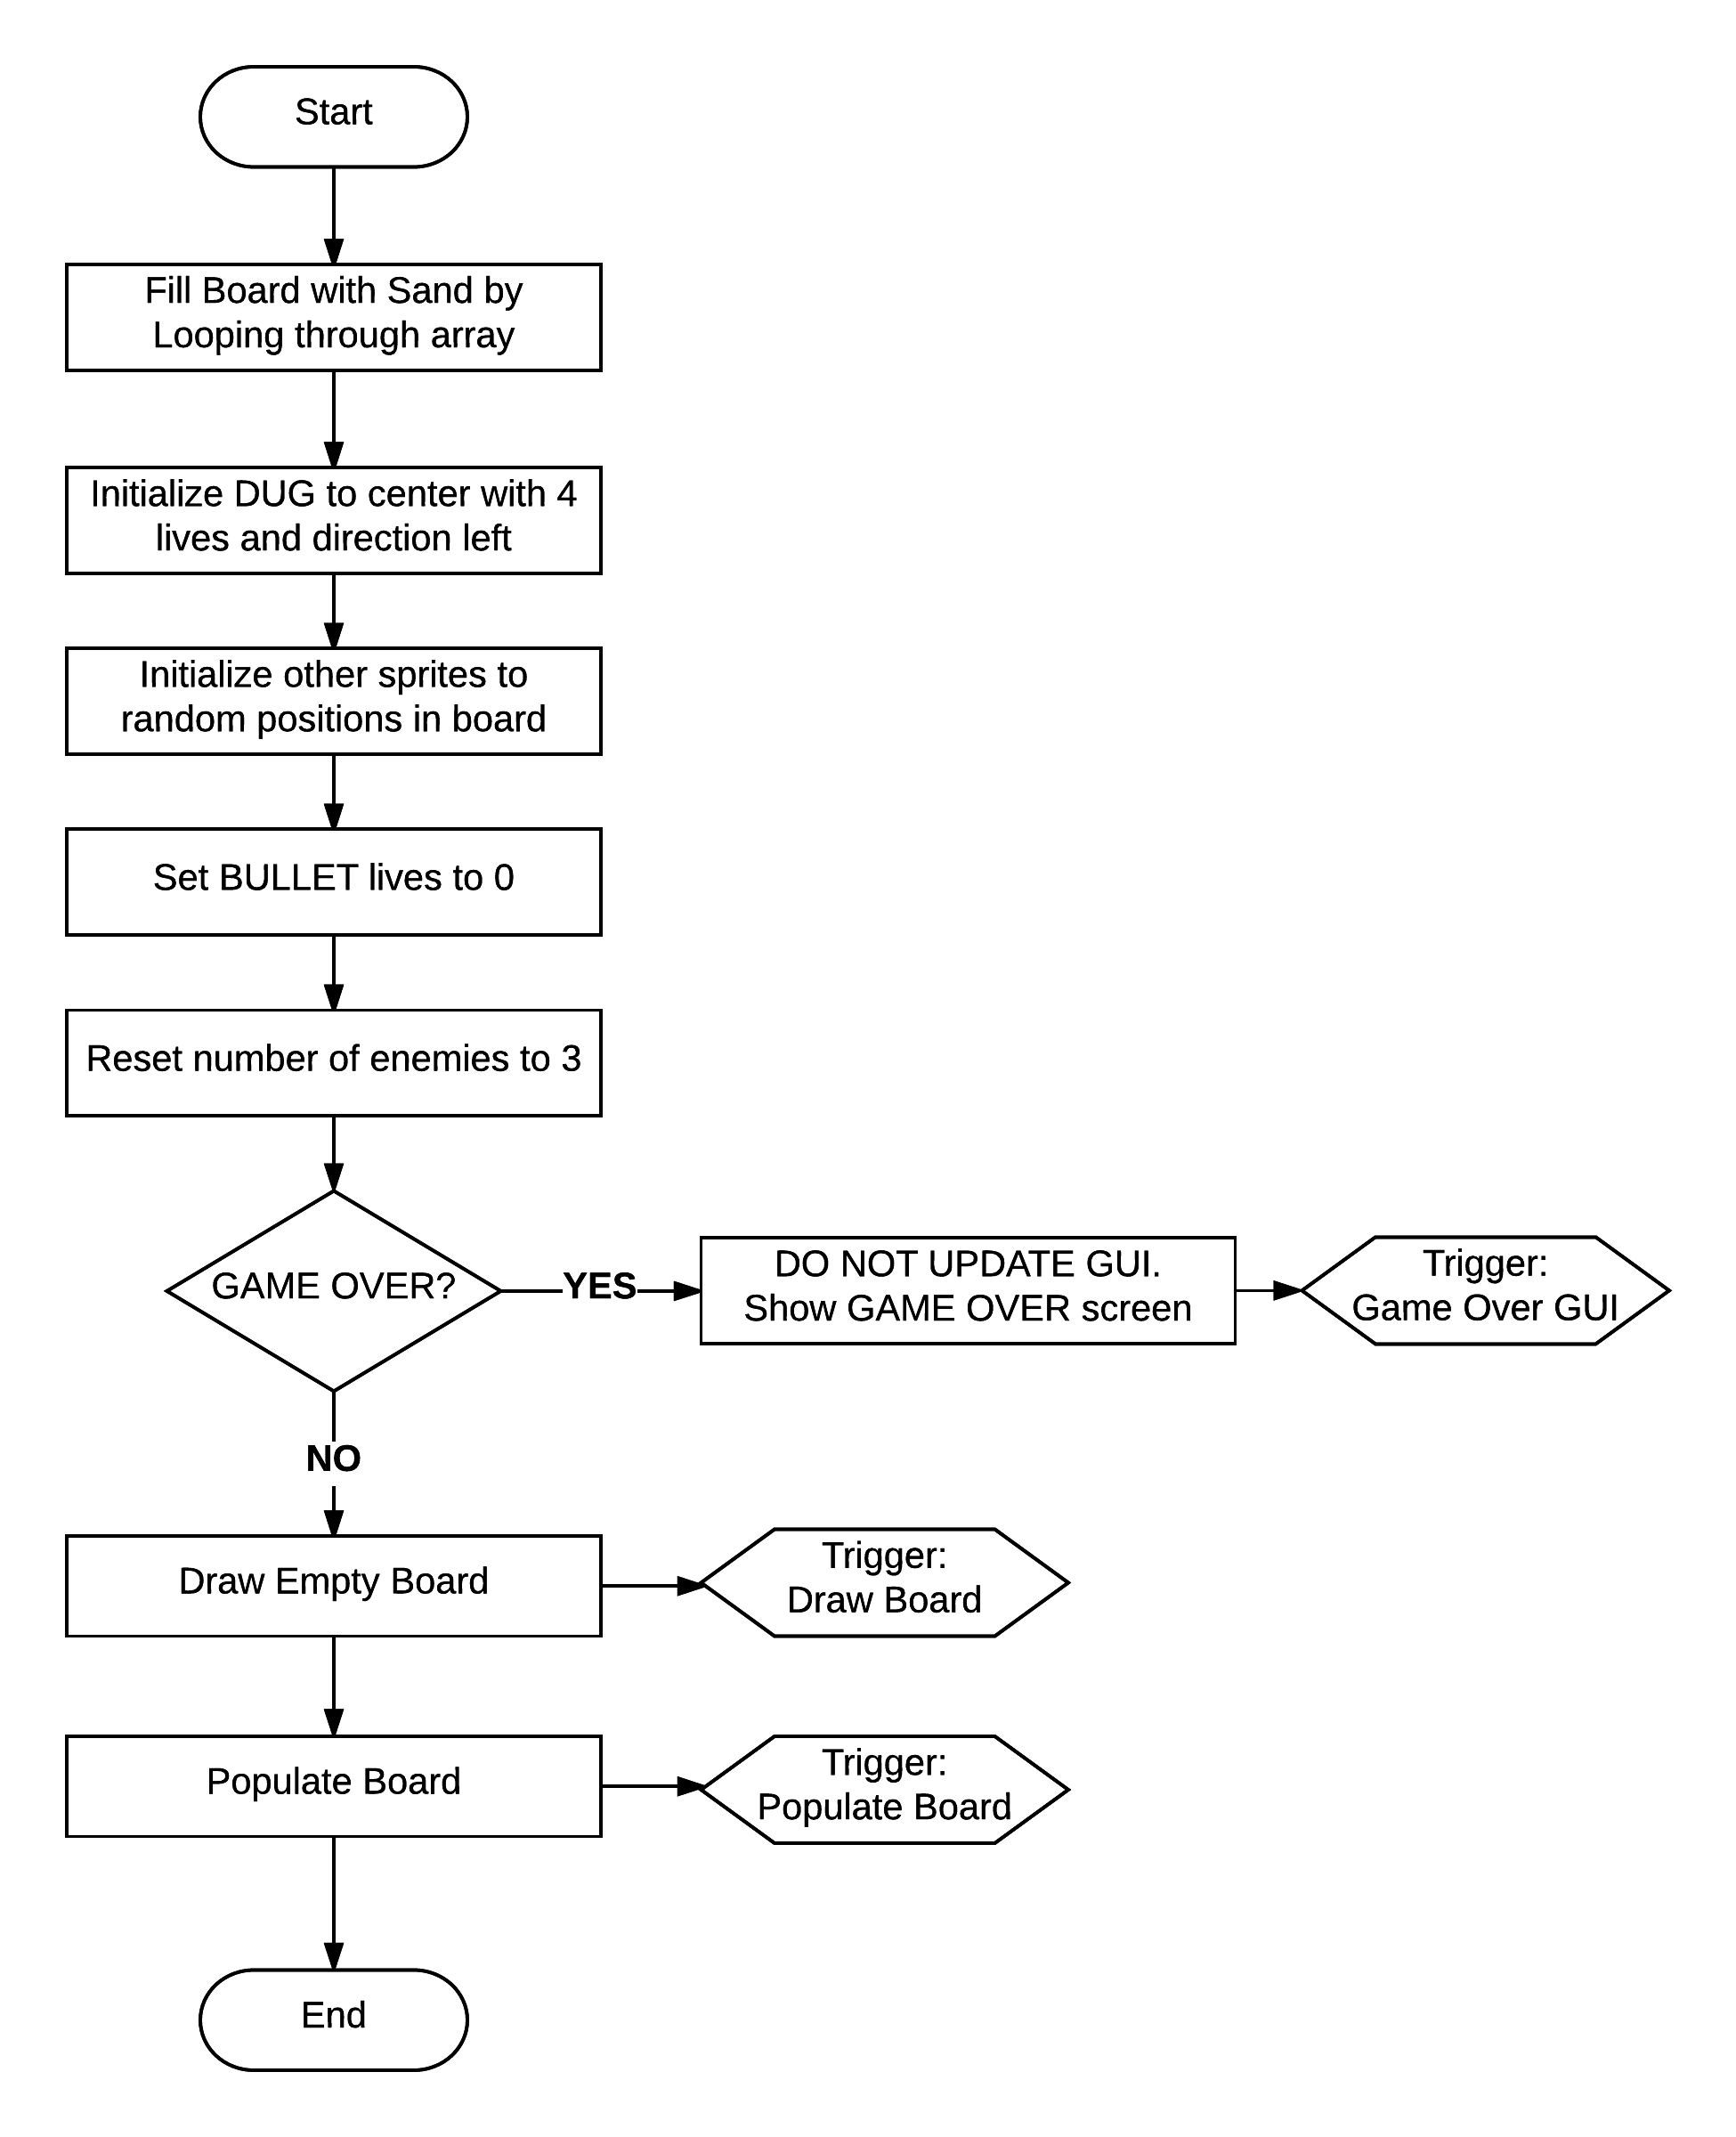 Start
Fill Board with Sand by
Looping through array
Initialize DUG to center with 4
lives and direction left
Initialize other sprites to
random positions in board
Set BULLET lives to 0
Reset number of enemies to 3
GAME OVER?
YES
DO NOT UPDATE GUI.
Show GAME OVER screen
Trigger:
Game Over GUI
NO
Draw Empty Board
Trigger:
Draw Board
Populate Board
Trigger:
Populate Board
End